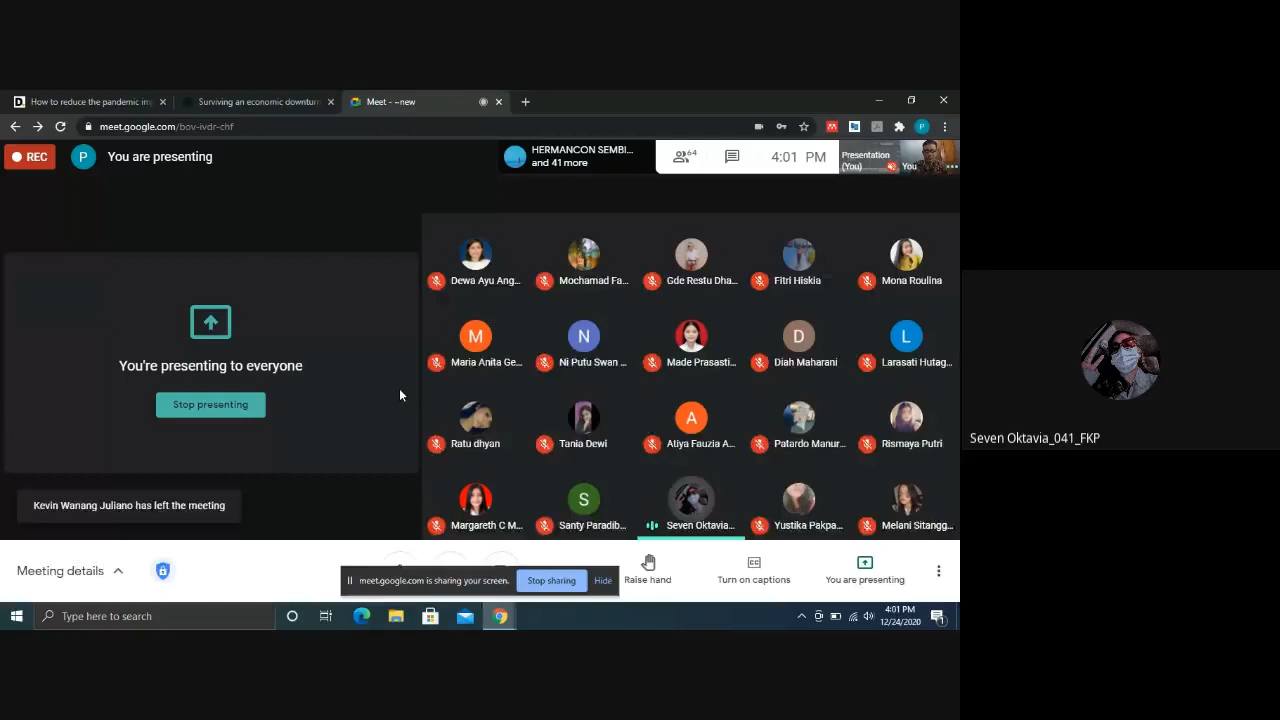 How to reduce the pandemic im
Surviving an economic downtur
Meet - ~new
meet.google.com/bov-ivdr-chf
P
REC
P
You are presenting
HERMANCON SEMBI...
and 41 more
64
4:01 PM
Presentation
(You)
You
Dewa Ayu Ang...
Mochamad Fa...
Gde Restu Dha...
Fitri Hiskia
Mona Roulina
M
N
D
L
Maria Anita Ge...
Ni Putu Swan ...
Made Prasasti...
Diah Maharani
Larasati Hutag...
You're presenting to everyone
Stop presenting
A
Ratu dhyan
Tania Dewi
Atiya Fauzia A...
Patardo Manur...
Rismaya Putri
S
Kevin Wanang Juliano has left the meeting
Margareth C M...
Santy Paradib...
Seven Oktavia...
Yustika Pakpa...
Melani Sitangg...
Seven Oktavia_041_FKP
Meeting details
meet.google.com is sharing your screen.
Stop sharing
Hide
Raise hand
Turn on captions
You are presenting
Type here to search
4:01 PM
12/24/2020
1